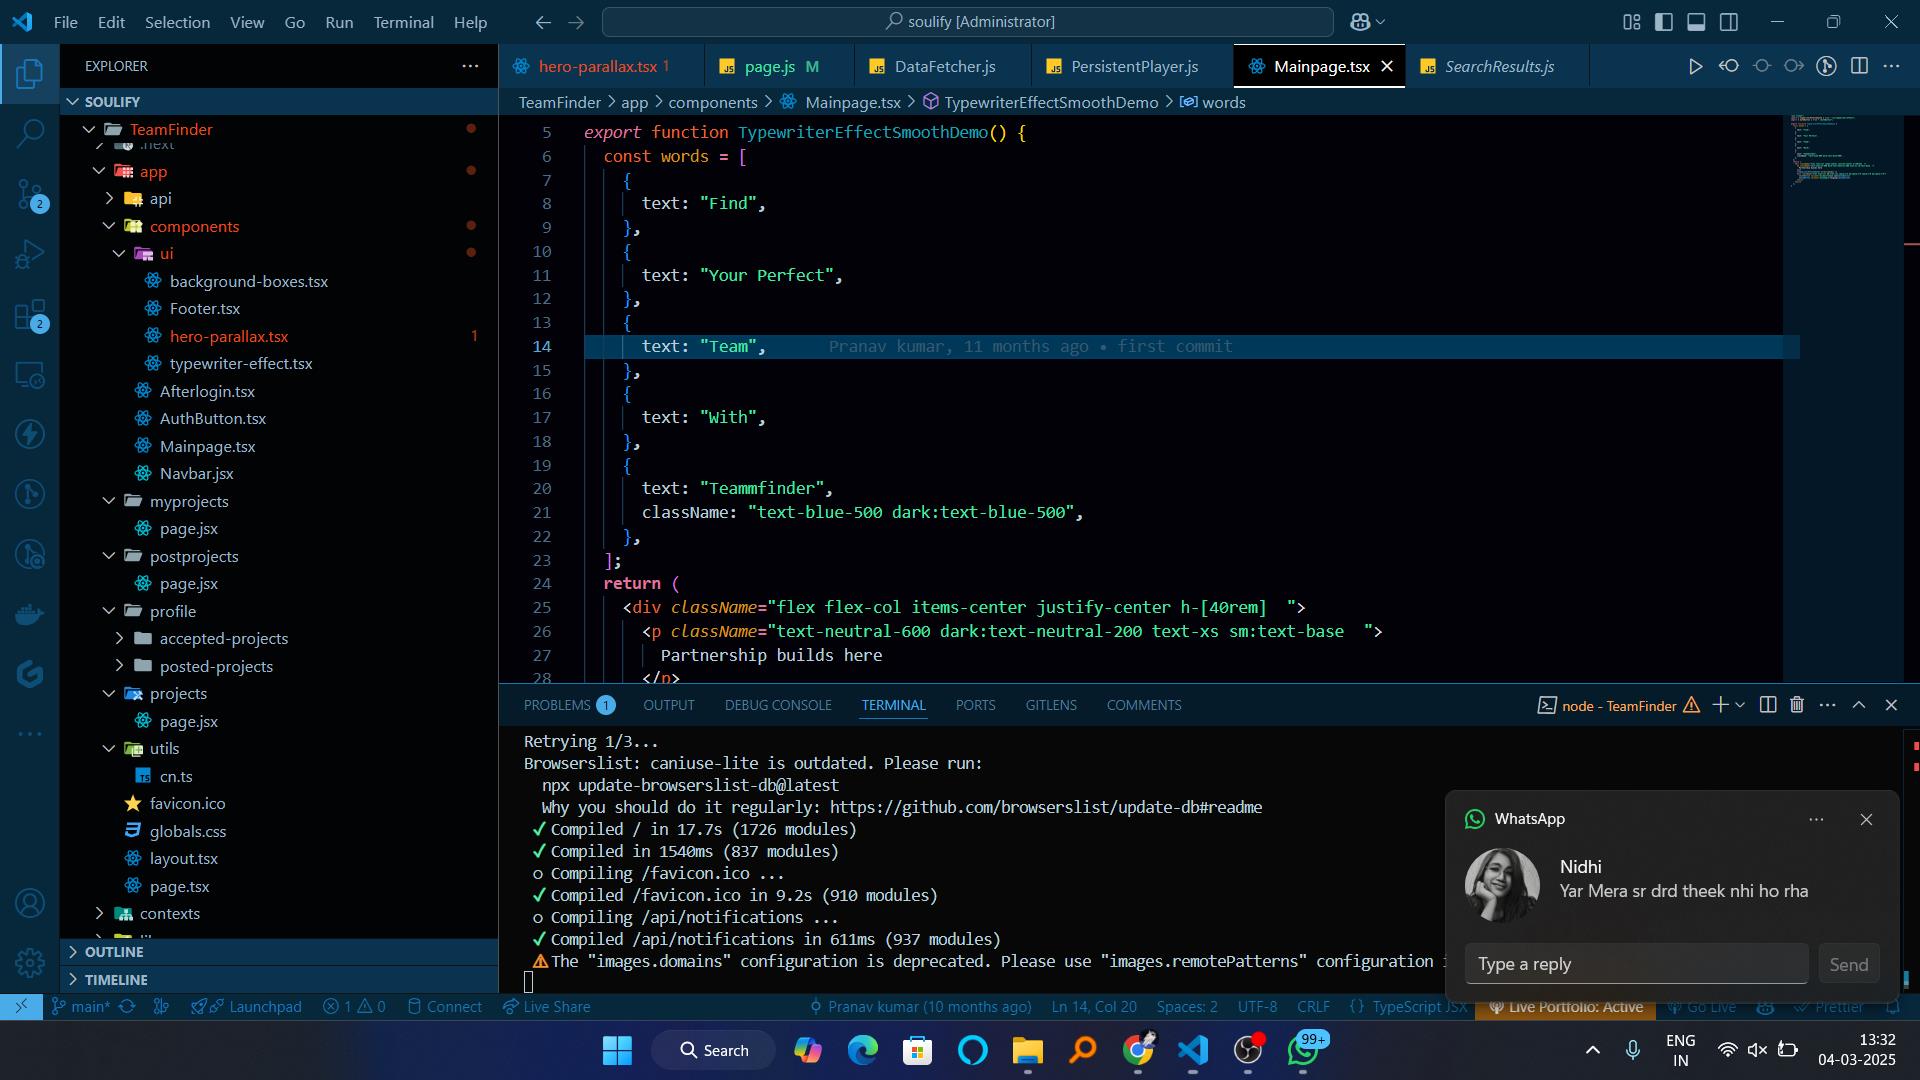 File Edit Selection View Go Run Terminal Help
soulify [Administrator]
EXPLORER
SOULIFY
TeamFinder
.next
app
api
components
ui
background-boxes.tsx
Footer.tsx
hero-parallax.tsx 1
typewriter-effect.tsx
Afterlogin.tsx
AuthButton.tsx
Mainpage.tsx
Navbar.jsx
myprojects
page.jsx
postprojects
page.jsx
profile
accepted-projects
posted-projects
projects
page.jsx
utils
cn.ts
favicon.ico
globals.css
layout.tsx
page.tsx
contexts
OUTLINE
TIMELINE
2
2
hero-parallax.tsx 1
page.js M
DataFetcher.js
PersistentPlayer.js
Mainpage.tsx
SearchResults.js
TeamFinder > app > components > Mainpage.tsx > TypewriterEffectSmoothDemo > words
5 export function TypewriterEffectSmoothDemo() {
6 const words = [
7 {
8 text: "Find",
9 },
10 {
11 text: "Your Perfect",
12 },
13 {
14 text: "Team", Pranav kumar, 11 months ago • first commit
15 },
16 {
17 text: "With",
18 },
19 {
20 text: "Teammfinder",
21 className: "text-blue-500 dark:text-blue-500",
22 },
23 ];
24 return (
25 <div className="flex flex-col items-center justify-center h-[40rem]  ">
26 <p className="text-neutral-600 dark:text-neutral-200 text-xs sm:text-base  ">
27 Partnership builds here
28 </p>
PROBLEMS 1 OUTPUT DEBUG CONSOLE TERMINAL PORTS GITLENS COMMENTS
node - TeamFinder
Retrying 1/3...
Browserslist: caniuse-lite is outdated. Please run:
npx update-browserslist-db@latest
Why you should do it regularly: https://github.com/browserslist/update-db#readme
✓ Compiled / in 17.7s (1726 modules)
✓ Compiled in 1540ms (837 modules)
○ Compiling /favicon.ico ...
✓ Compiled /favicon.ico in 9.2s (910 modules)
○ Compiling /api/notifications ...
✓ Compiled /api/notifications in 611ms (937 modules)
⚠ The "images.domains" configuration is deprecated. Please use "images.remotePatterns" configuration
WhatsApp
Nidhi
Yar Mera sr drd theek nhi ho rha
Type a reply
Send
main* Launchpad 1 0 Connect Live Share
Pranav kumar (10 months ago) Ln 14, Col 20 Spaces: 2 UTF-8 CRLF {} TypeScript JSX Live Portfolio: Active Go Live Prettier
Search
99+
ENG
IN
13:32
04-03-2025